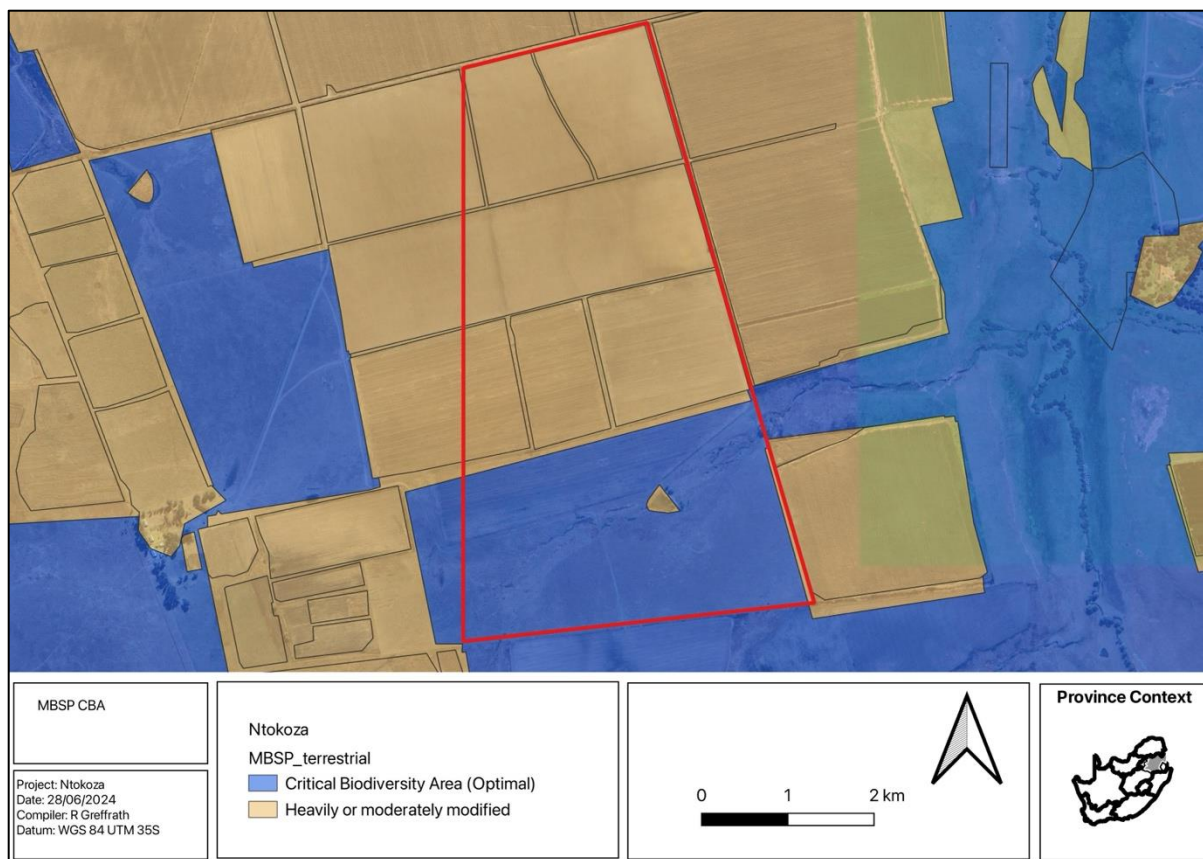 MBSP CBA
Project: Ntokoza
Date: 28/06/2024
Compiler: R Greffrath
Datum: WGS 84 UTM 35S
Ntokoza
MBSP_terrestrial
Critical Biodiversity Area (Optimal)
Heavily or moderately modified
0 1 2 km
Province Context